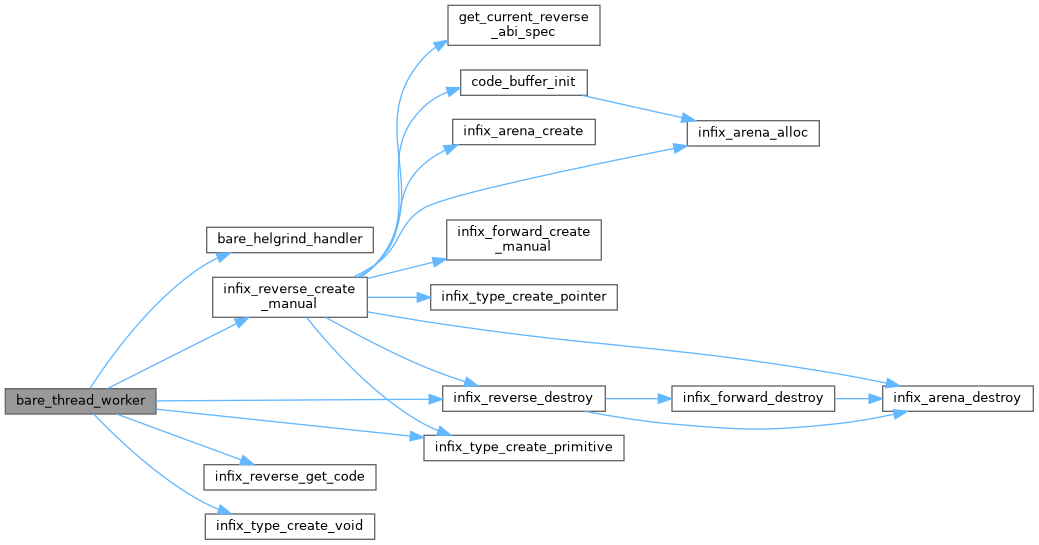 get_current_reverse
_abi_spec
code_buffer_init
infix_arena_create
infix_arena_alloc
bare_helgrind_handler
infix_forward_create
_manual
infix_reverse_create
_manual
infix_type_create_pointer
bare_thread_worker
infix_reverse_destroy
infix_forward_destroy
infix_arena_destroy
infix_type_create_primitive
infix_reverse_get_code
infix_type_create_void